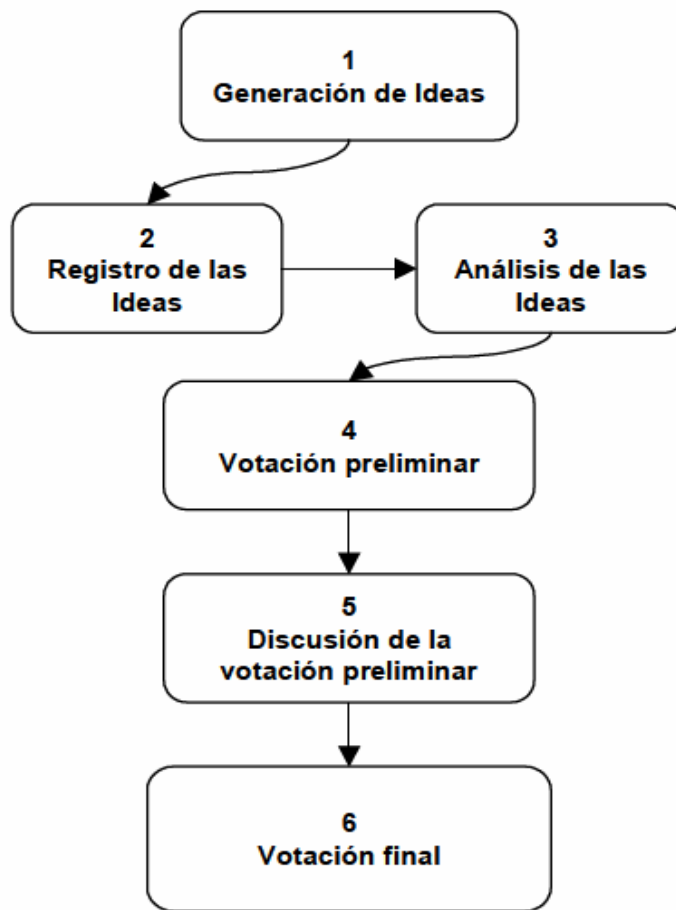 1
Generación de Ideas
2
Registro de las
Ideas
3
Análisis de las
Ideas
4
Votación preliminar
5
Discusión de la
votación preliminar
6
Votación final